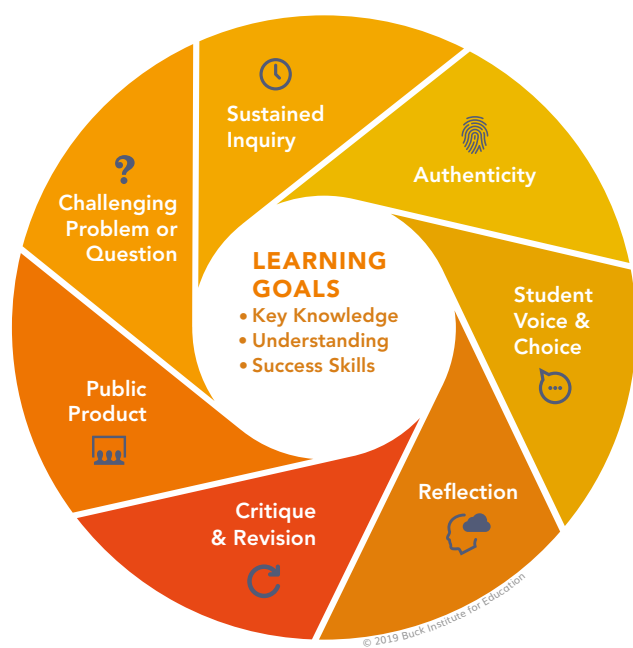 Sustained
Inquiry
Authenticity
Challenging
Problem or
Question
LEARNING
GOALS
• Key Knowledge
• Understanding
• Success Skills
Student
Voice &
Choice
Public
Product
Reflection
Critique
& Revision
© 2019 Buck Institute for Education